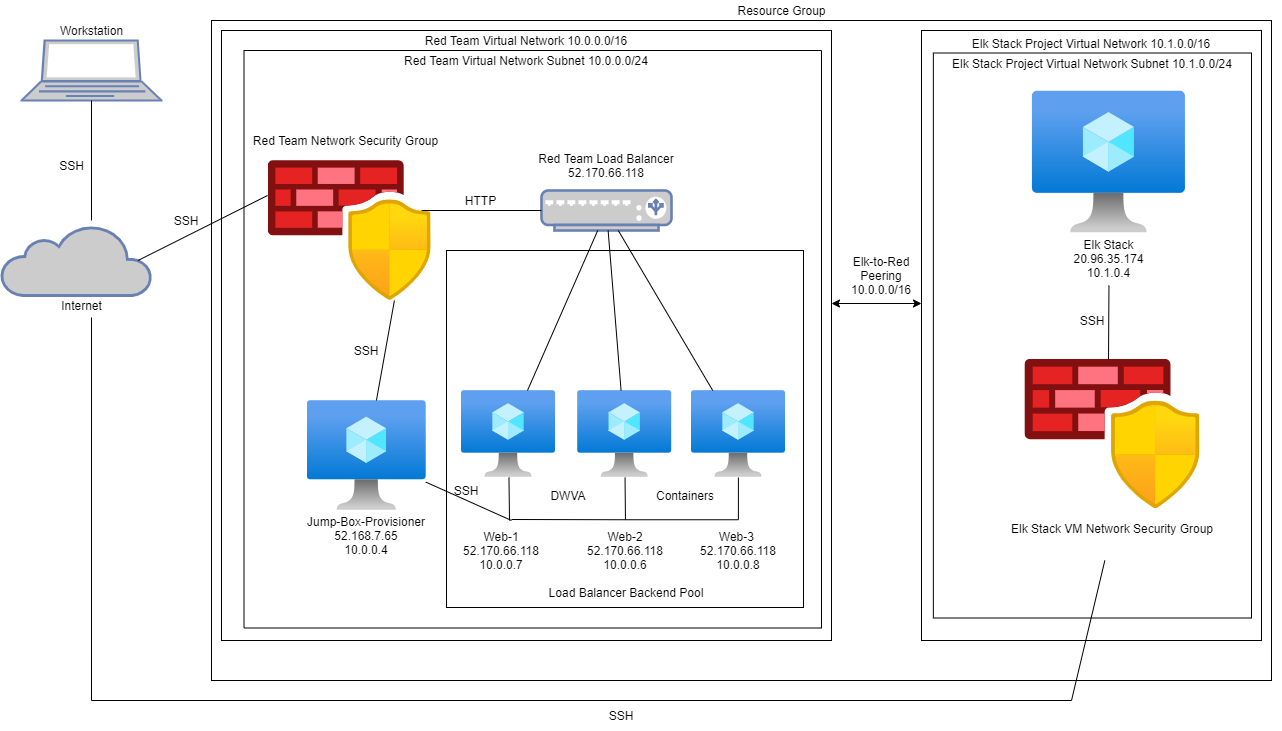 Resource Group
Workstation
SSH
SSH
Internet
Red Team Virtual Network 10.0.0.0/16
Red Team Virtual Network Subnet 10.0.0.0/24
Red Team Network Security Group
HTTP
Red Team Load Balancer
52.170.66.118
SSH
Jump-Box-Provisioner
52.168.7.65
10.0.0.4
SSH
DWVA
Containers
Web-1
52.170.66.118
10.0.0.7
Web-2
52.170.66.118
10.0.0.6
Web-3
52.170.66.118
10.0.0.8
Load Balancer Backend Pool
Elk-to-Red
Peering
10.0.0.0/16
Elk Stack Project Virtual Network 10.1.0.0/16
Elk Stack Project Virtual Network Subnet 10.1.0.0/24
Elk Stack
20.96.35.174
10.1.0.4
SSH
Elk Stack VM Network Security Group
SSH